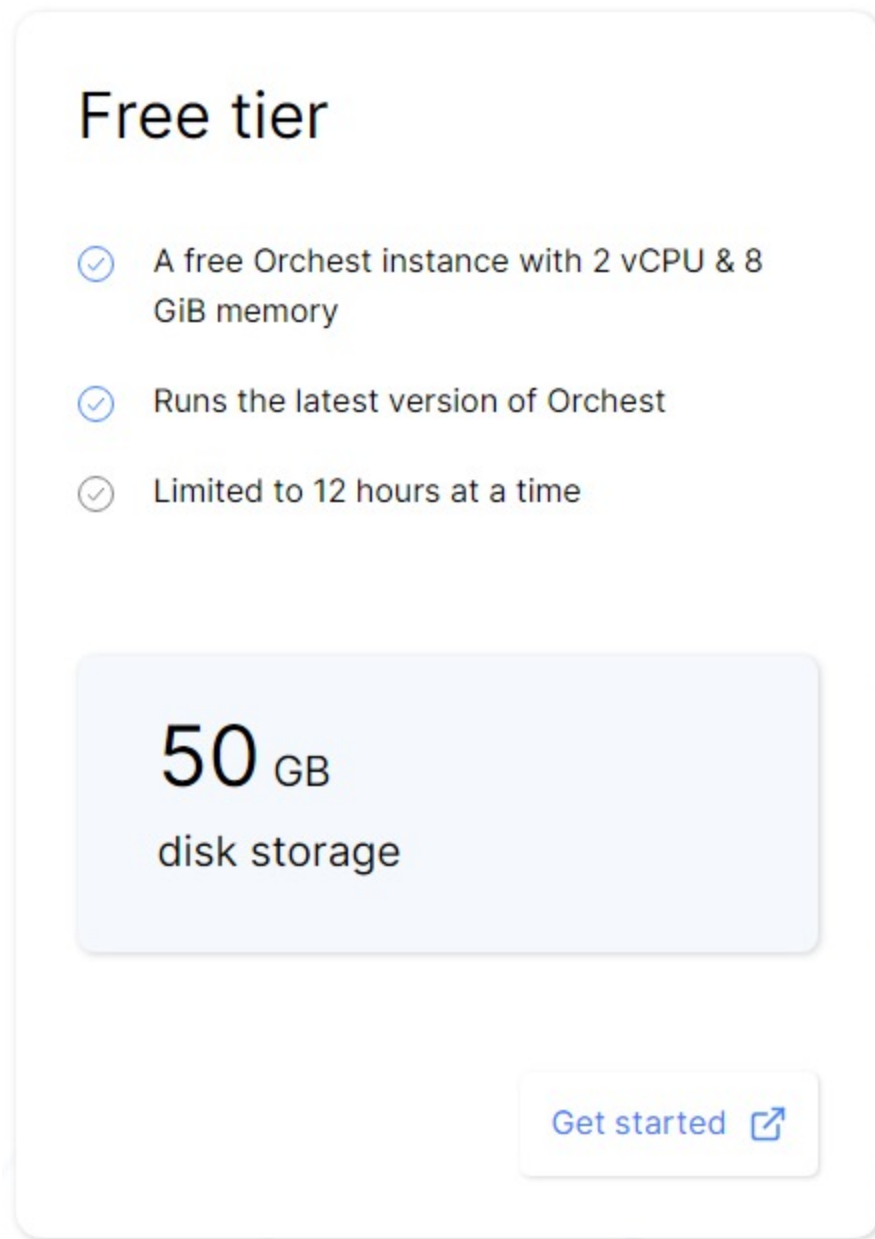 Free tier
A free Orchest instance with 2 vCPU & 8
GiB memory
Runs the latest version of Orchest
Limited to 12 hours at a time
50 GB
disk storage
Get started